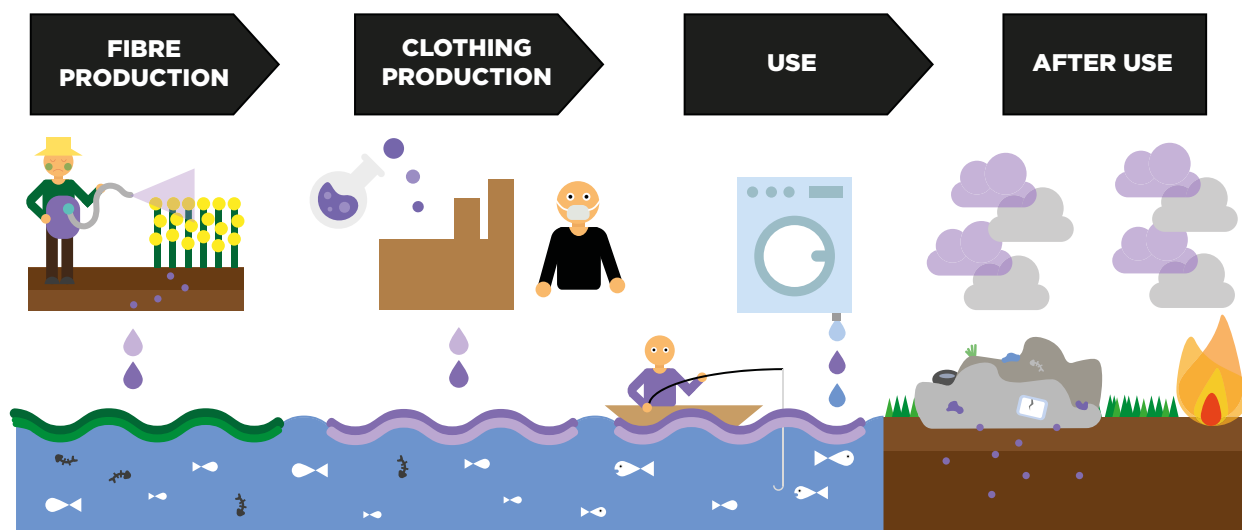 FIBRE
PRODUCTION
CLOTHING
PRODUCTION
USE
AFTER USE